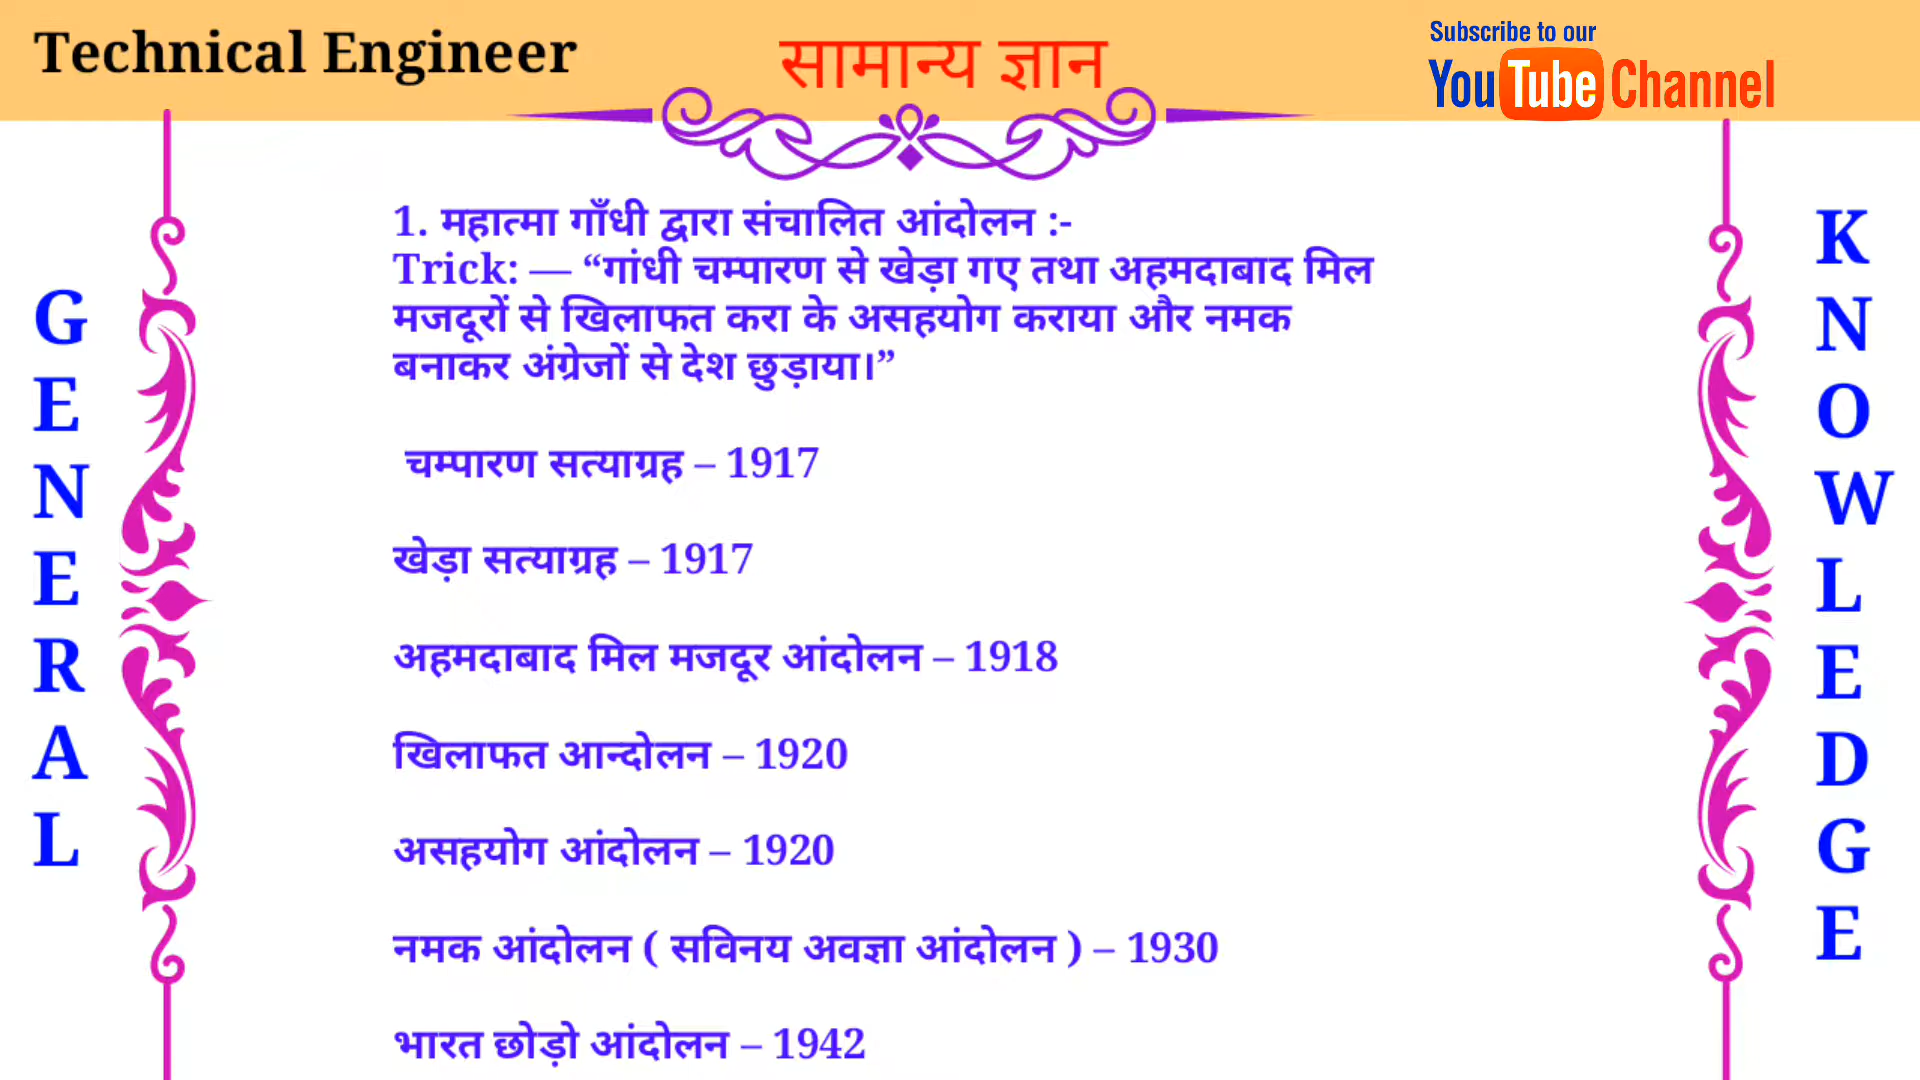 Technical Engineer
सामान्य ज्ञान
Subscribe to our
YouTube Channel
GENERAL
1. महात्मा गाँधी द्वारा संचालित आंदोलन :-
Trick: — “गांधी चम्पारण से खेड़ा गए तथा अहमदाबाद मिल
मजदूरों से खिलाफत करा के असहयोग कराया और नमक
बनाकर अंग्रेजों से देश छुड़ाया।”
चम्पारण सत्याग्रह – 1917
खेड़ा सत्याग्रह – 1917
अहमदाबाद मिल मजदूर आंदोलन – 1918
खिलाफत आन्दोलन – 1920
असहयोग आंदोलन – 1920
नमक आंदोलन ( सविनय अवज्ञा आंदोलन ) – 1930
भारत छोड़ो आंदोलन – 1942
KNOWLEDGE